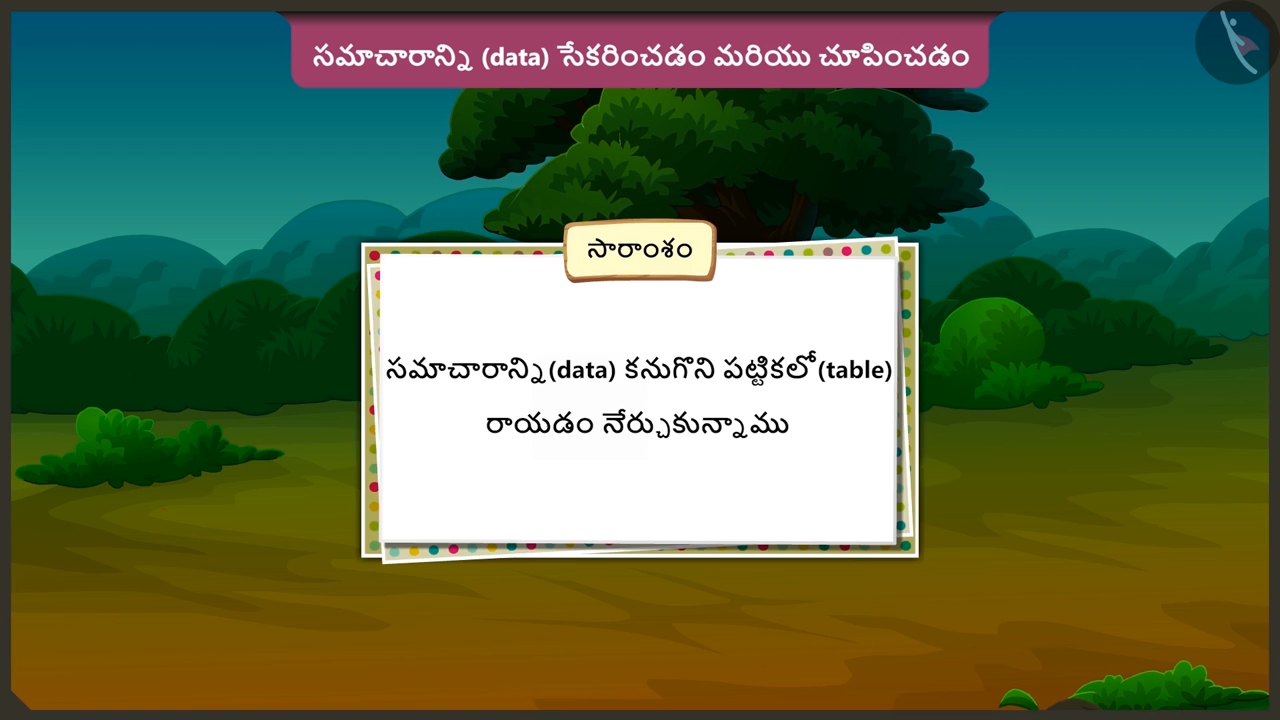 సమాచారాన్ని (data) సేకరించడం మరియు చూపించడం
సారాంశం
సమాచారాన్ని(data) కనుగొని పట్టికలో(table)
రాయడం నేర్చుకున్నాము